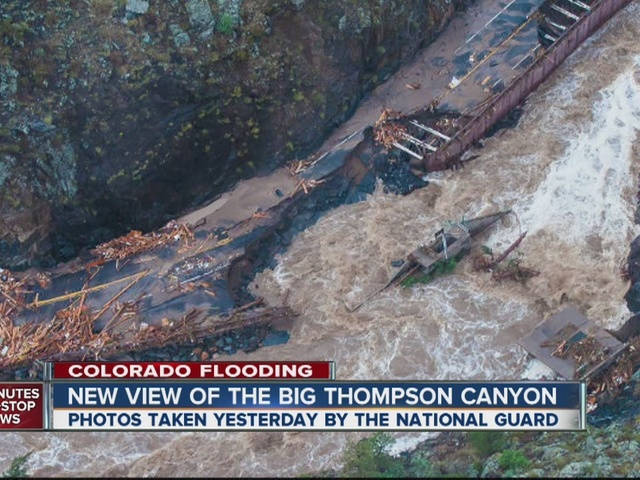 COLORADO FLOODING
NEW VIEW OF THE BIG THOMPSON CANYON
PHOTOS TAKEN YESTERDAY BY THE NATIONAL GUARD